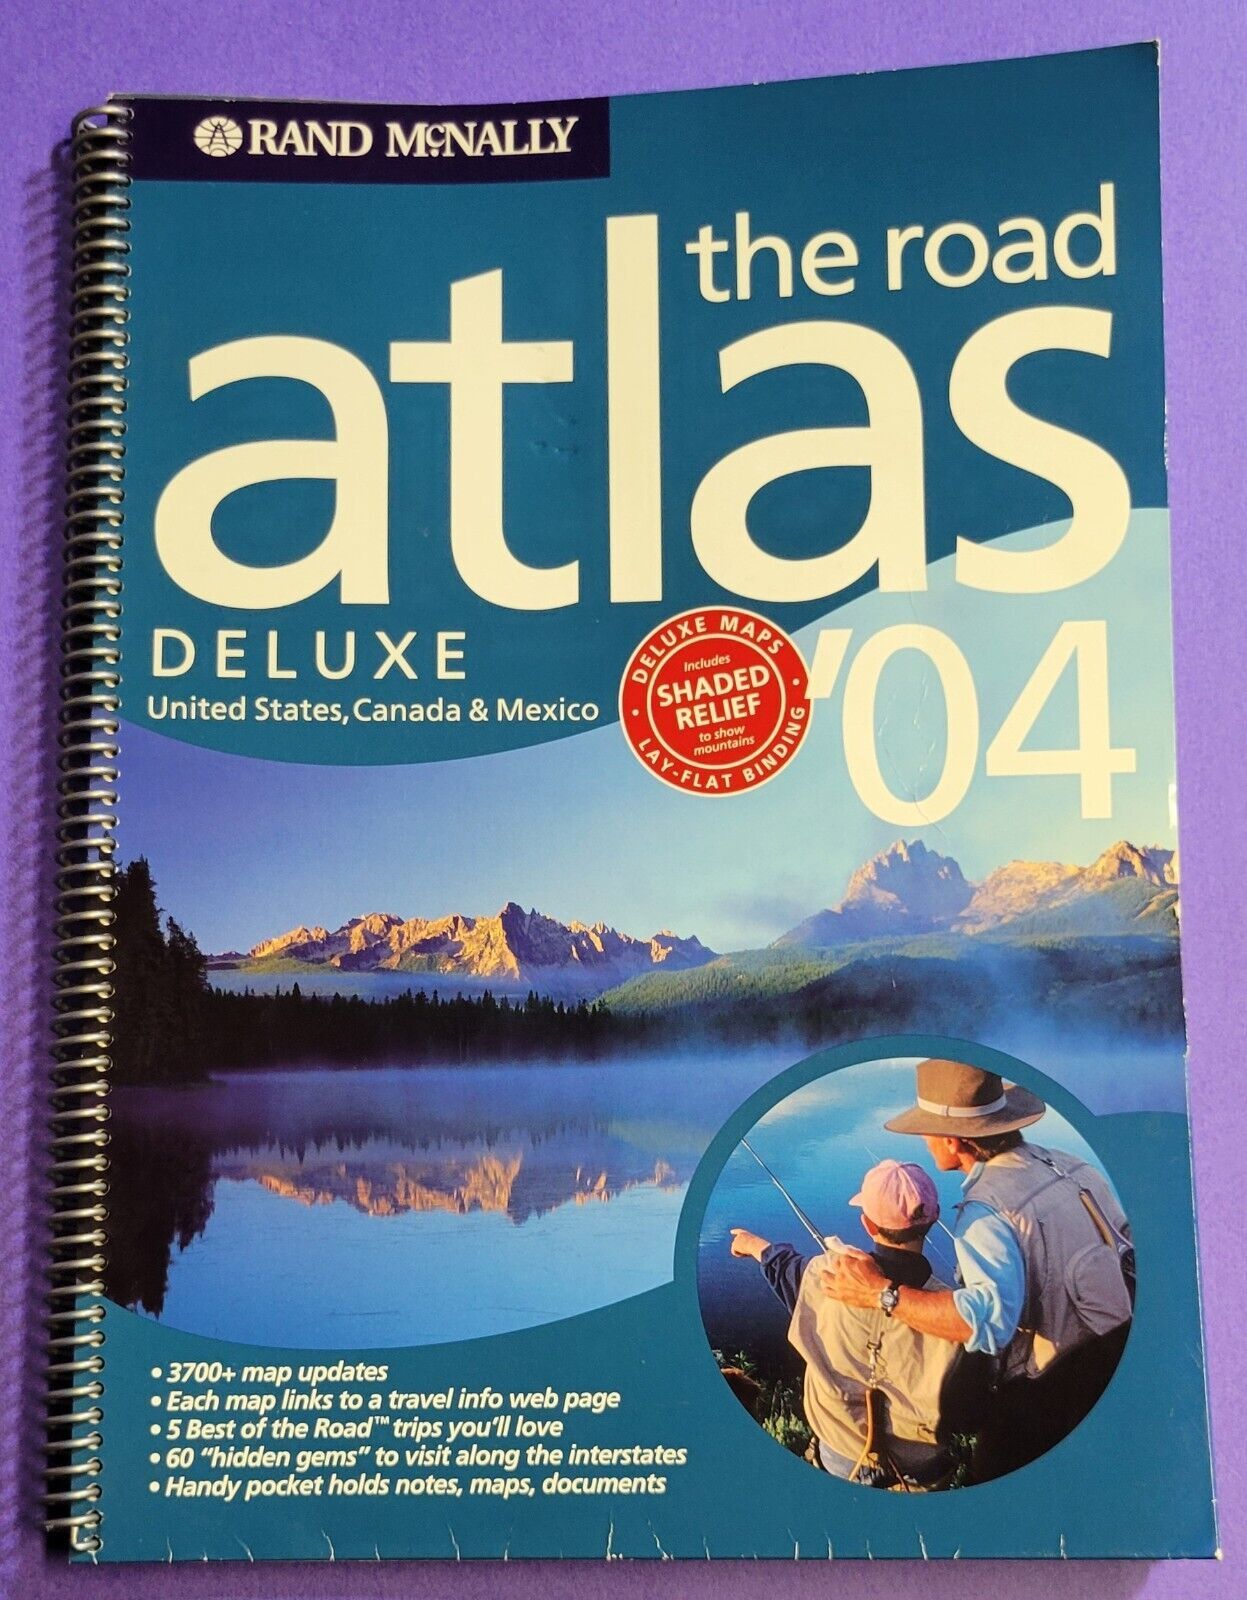 RAND McNALLY
the road
atlas
'04
DELUXE
United States, Canada & Mexico
DELUXE MAPS
Includes
SHADED
RELIEF
to show
mountains
LAY-FLAT BINDING
• 3700+ map updates
• Each map links to a travel info web page
• 5 Best of the Road™ trips you'll love
• 60 "hidden gems" to visit along the interstates
• Handy pocket holds notes, maps, documents